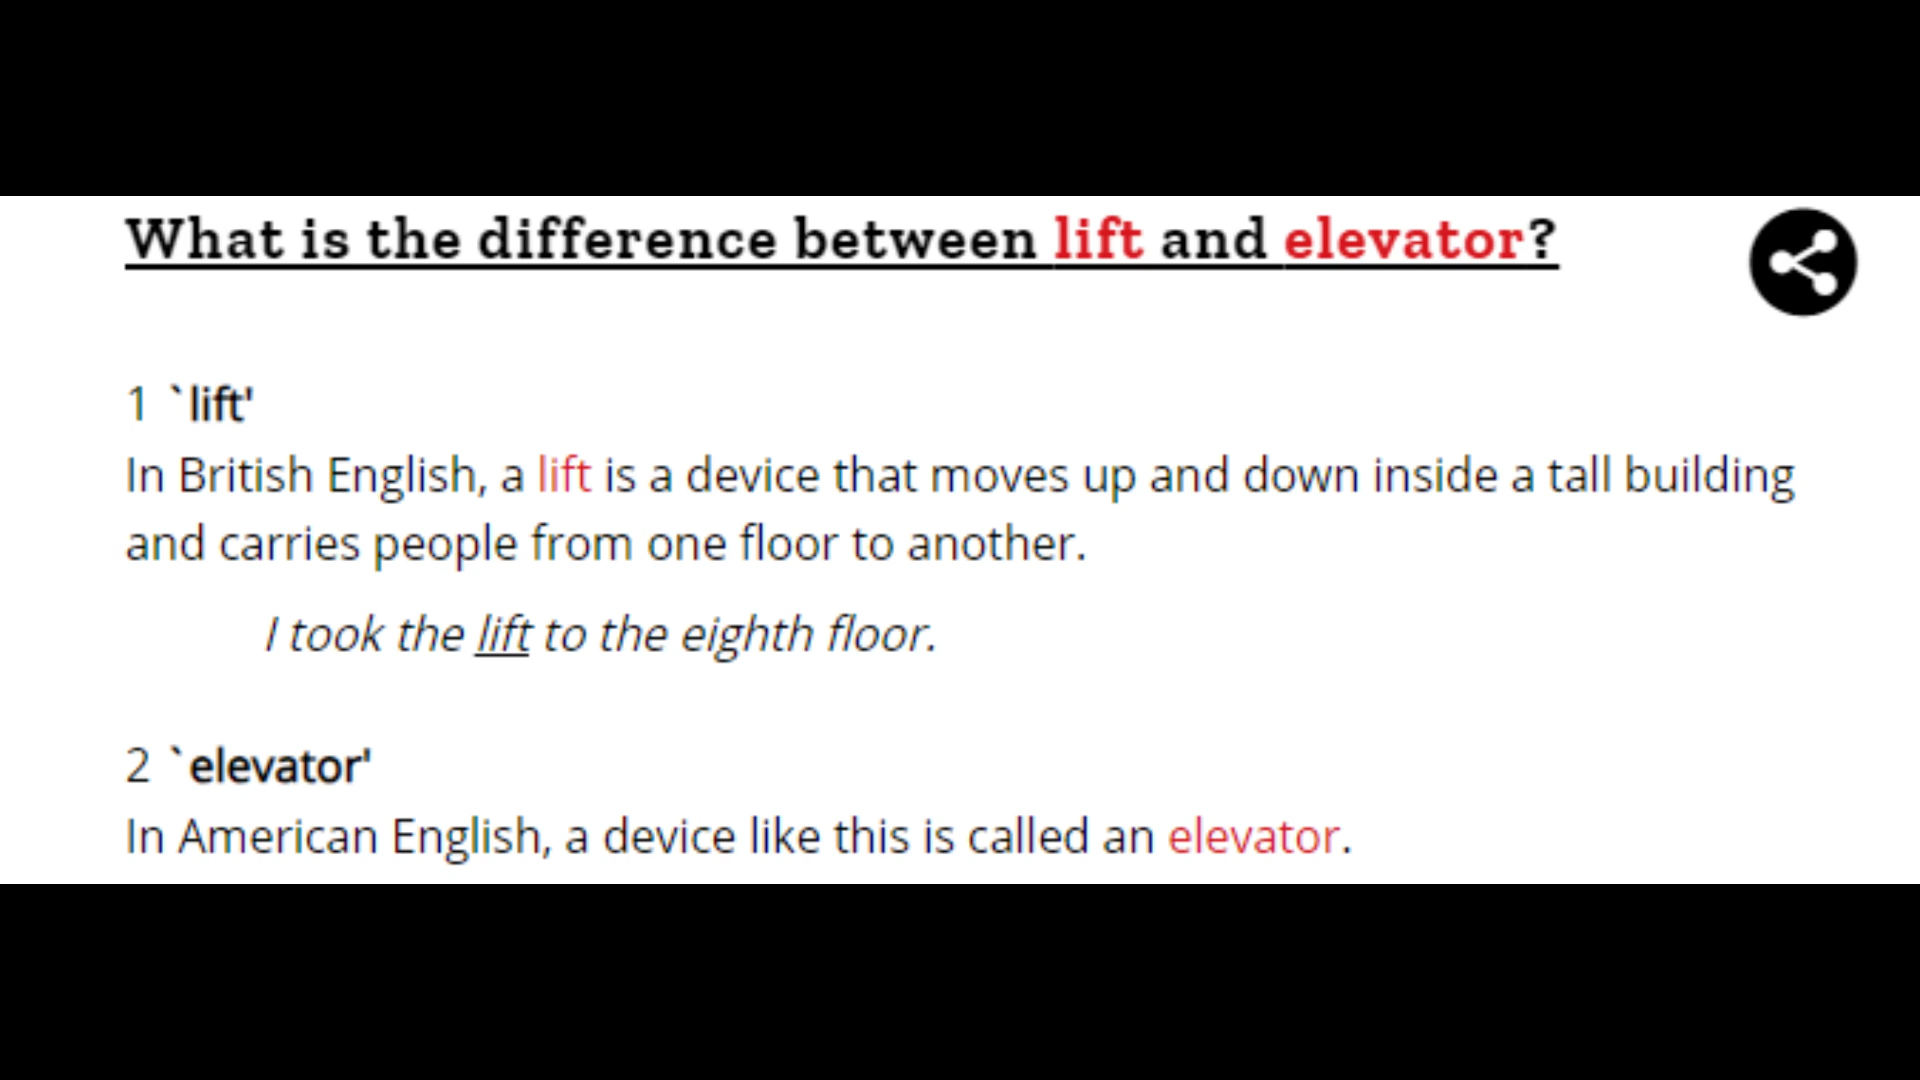 What is the difference between lift and elevator?
1 `lift'
In British English, a lift is a device that moves up and down inside a tall building
and carries people from one floor to another.
I took the lift to the eighth floor.
2 `elevator'
In American English, a device like this is called an elevator.